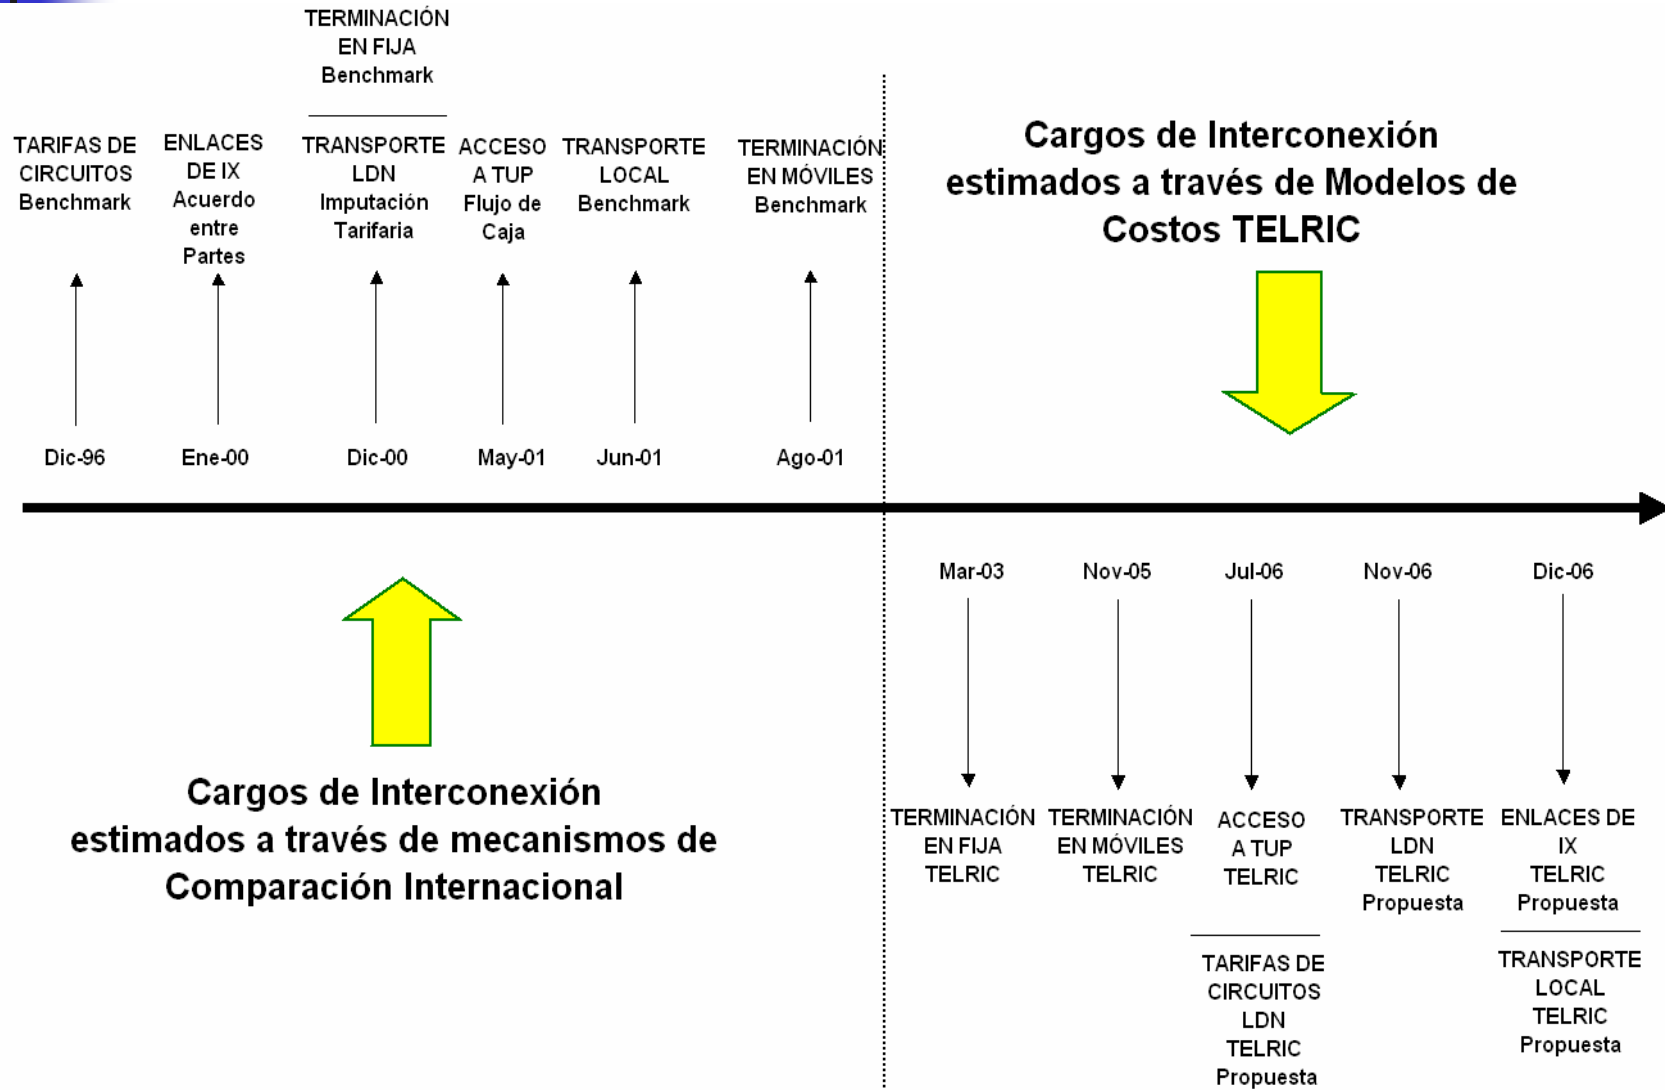 TERMINACIÓN
EN FIJA
Benchmark
TARIFAS DE
CIRCUITOS
Benchmark
ENLACES
DE IX
Acuerdo
entre
Partes
TRANSPORTE
LDN
Imputación
Tarifaria
ACCESO
A TUP
Flujo de
Caja
TRANSPORTE
LOCAL
Benchmark
TERMINACIÓN
EN MÓVILES
Benchmark
Dic-96
Ene-00
Dic-00
May-01
Jun-01
Ago-01
Cargos de Interconexión
estimados a través de Modelos de
Costos TELRIC
Cargos de Interconexión
estimados a través de mecanismos de
Comparación Internacional
Mar-03
Nov-05
Jul-06
Nov-06
Dic-06
TERMINACIÓN
EN FIJA
TELRIC
TERMINACIÓN
EN MÓVILES
TELRIC
ACCESO
A TUP
TELRIC
TARIFAS DE
CIRCUITOS
LDN
TELRIC
Propuesta
TRANSPORTE
LDN
TELRIC
Propuesta
ENLACES DE
IX
TELRIC
Propuesta
TRANSPORTE
LOCAL
TELRIC
Propuesta